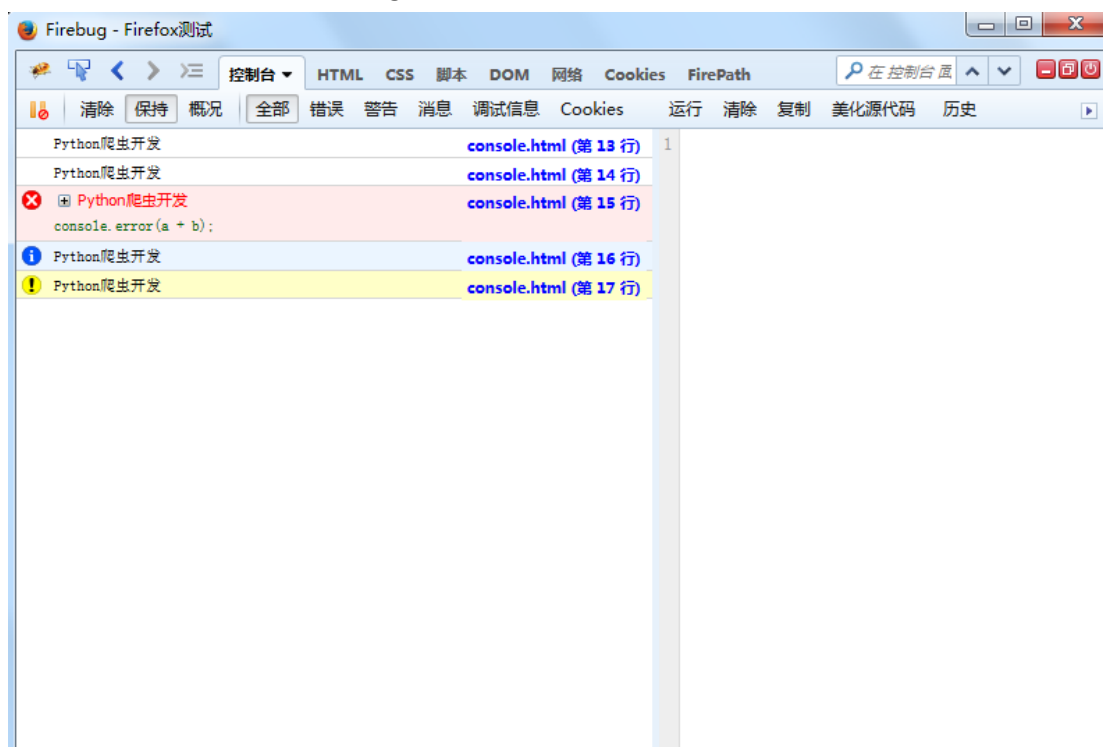 Firebug - Firefox测试
控制台 HTML CSS 脚本 DOM 网络 Cookies FirePath 在 控制台面
清除 保持 概况 全部 错误 警告 消息 调试信息 Cookies 运行 清除 复制 美化源代码 历史
Python爬虫开发 console.html (第 13 行) 1
Python爬虫开发 console.html (第 14 行)
Python爬虫开发 console.html (第 15 行)
console.error(a + b);
Python爬虫开发 console.html (第 16 行)
Python爬虫开发 console.html (第 17 行)